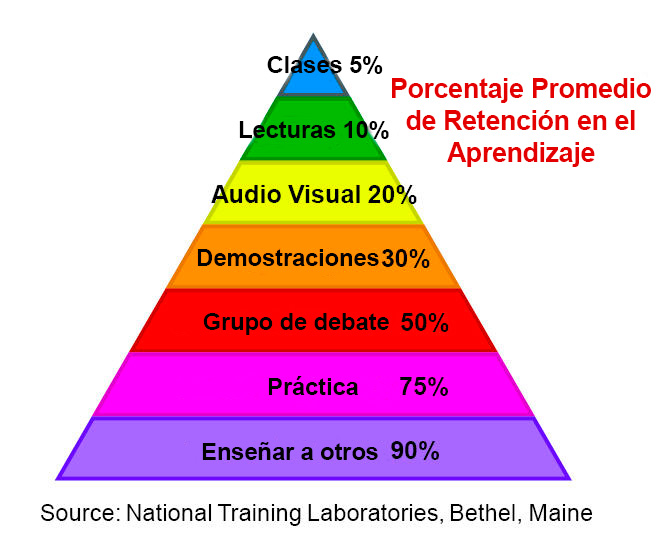 Clases 5%
Porcentaje Promedio
de Retención en el
Aprendizaje
Lecturas 10%
Audio Visual 20%
Demostraciones 30%
Grupo de debate 50%
Práctica 75%
Enseñar a otros 90%
Source: National Training Laboratories, Bethel, Maine